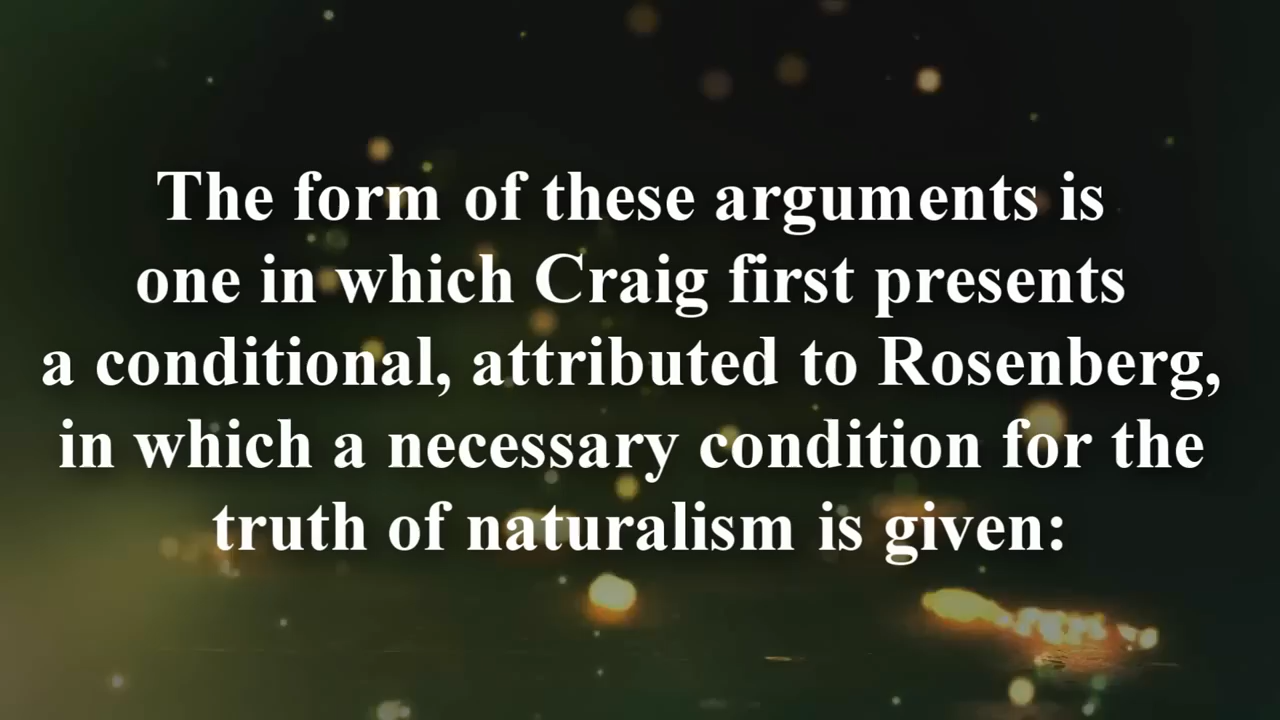 The form of these arguments is
one in which Craig first presents
a conditional, attributed to Rosenberg,
in which a necessary condition for the
truth of naturalism is given: